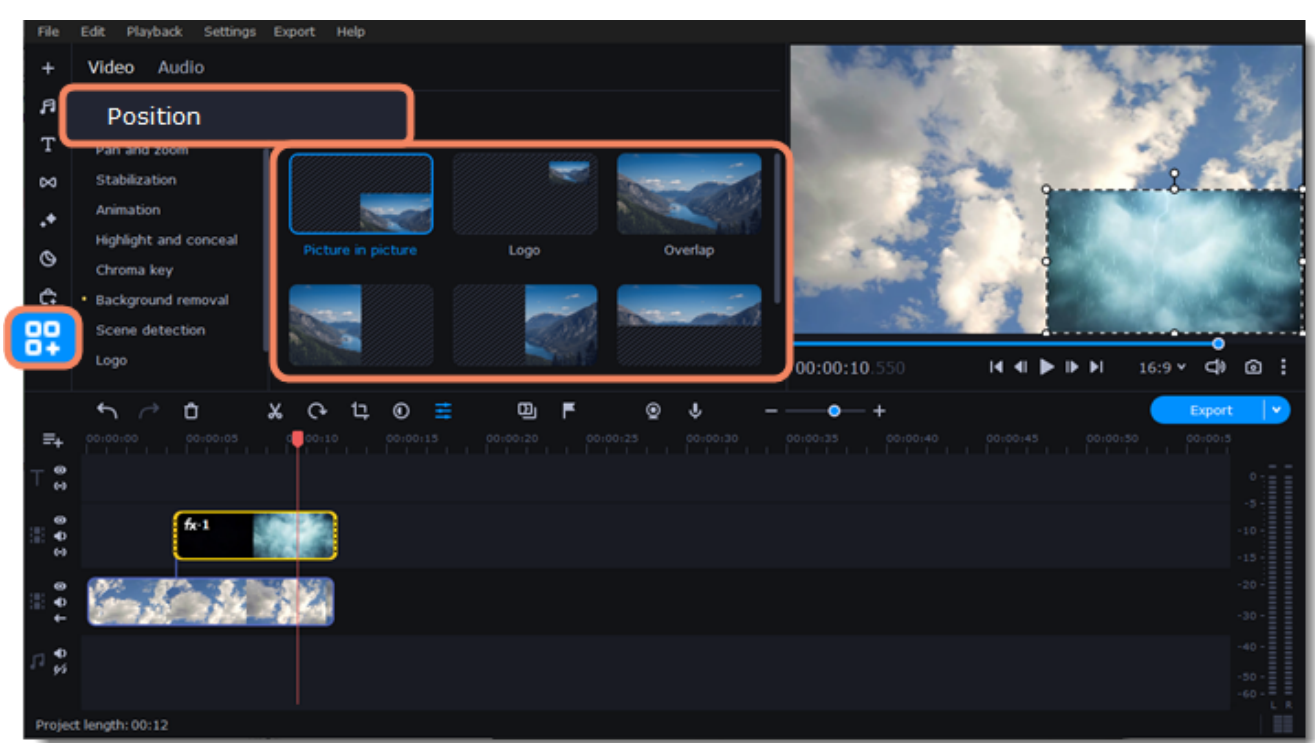 File Edit Playback Settings Export Help
Video Audio
Position
Pan and zoom
Stabilization
Animation
Highlight and conceal
Chroma key
Background removal
Scene detection
Logo
Picture in picture Logo Overlap
00:00:10.550
16:9
Export
00:00:00 00:00:05 00:00:10 00:00:15 00:00:20 00:00:25 00:00:30 00:00:35 00:00:40 00:00:45 00:00:50 00:00:5
fx·1
0
-5
-10
-15
-20
-30
-40
-50
-60
L R
Project length: 00:12